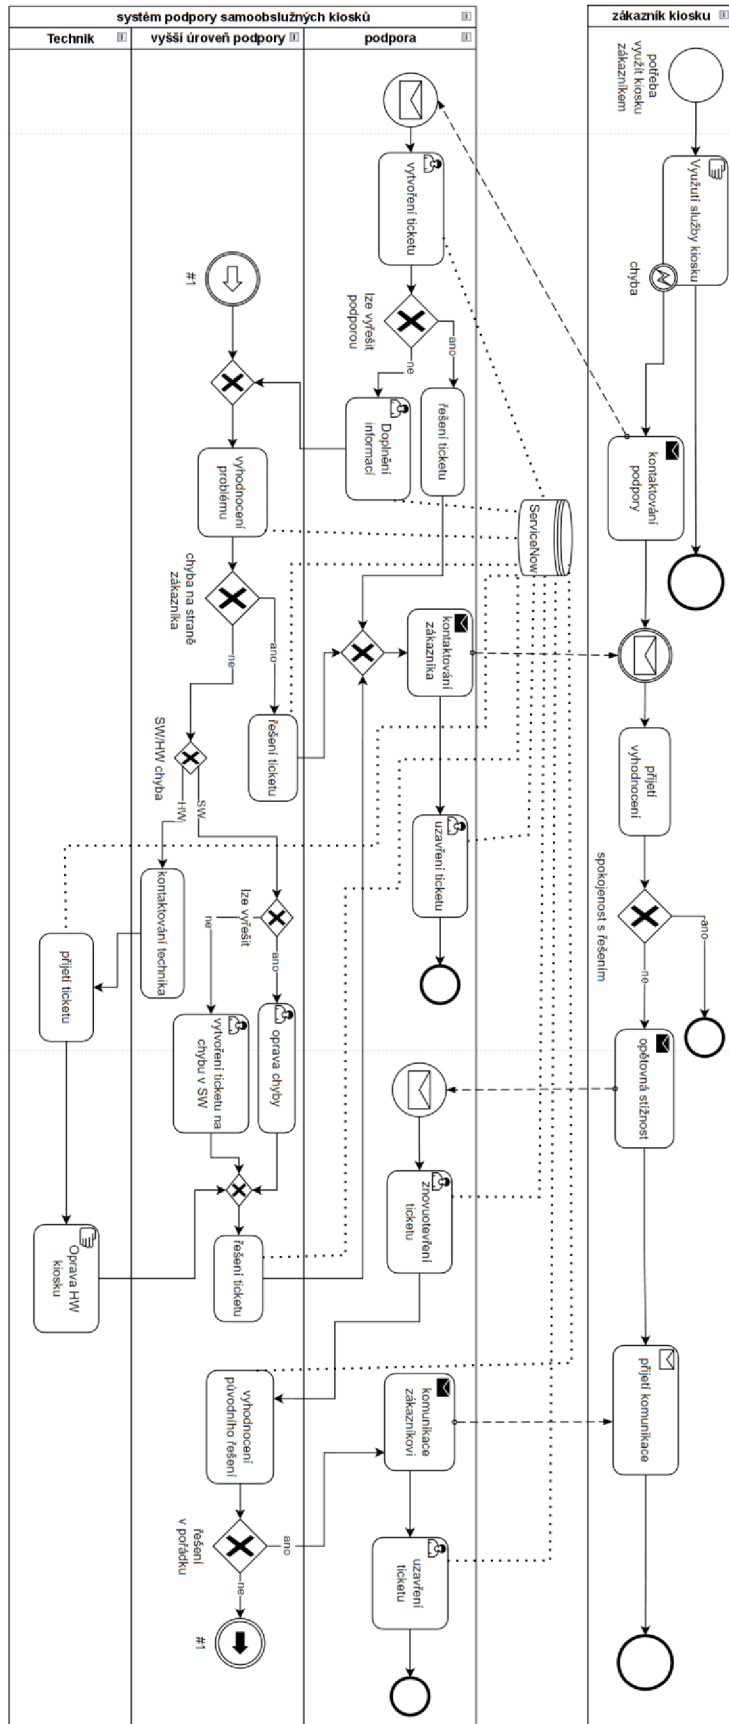 systém podpory samoobslužných kiosků
zákazník kiosku
Technik
vyšší úroveň podpory
podpora
potřeba
využít kiosku
zákazníkem
Využutí služby kiosku
chyba
kontaktování
podpory
přijetí
vyhodnocení
spokojenost s řešením
ano
ne
opětovná stížnost
přijetí komunikace
ServiceNow
vytvoření ticketu
lze vyřešit
podporou
ano
ne
řešení ticketu
Doplnění
informací
kontaktování
zákazníka
uzavření ticketu
znovuotevření
ticketu
komunikace
zákazníkovi
uzavření
ticketu
#1
vyhodnocení
problému
chyba na straně
zákazníka
ano
ne
řešení ticketu
SW/HW chyba
SW
HW
lze vyřešit
ano
ne
oprava chyby
vytvoření ticketu na
chybu v SW
kontaktování technika
řešení ticketu
vyhodnocení
původního řešení
řešení
v pořádku
ano
ne
#1
přijetí ticketu
Oprava HW
kiosku